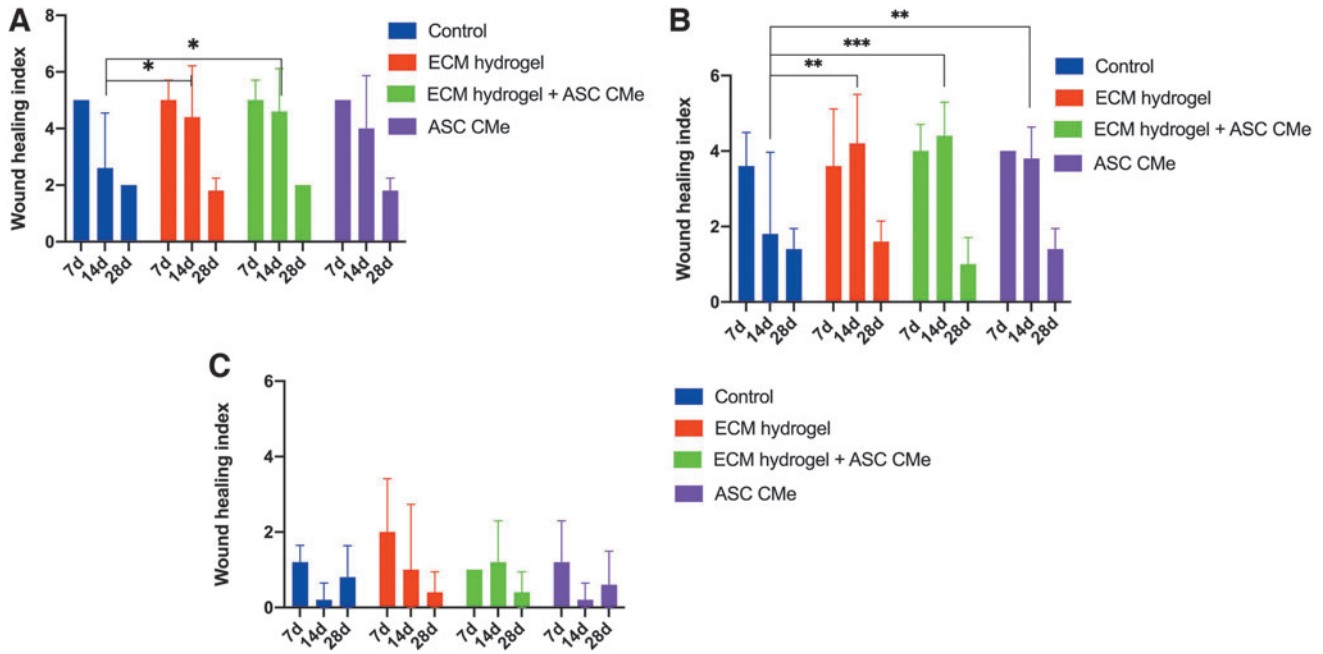 A
Wound healing index
8
6
4
2
0
*
*
7d 14d 28d 7d 14d 28d 7d 14d 28d 7d 14d 28d
Control
ECM hydrogel
ECM hydrogel + ASC CMe
ASC CMe
B
Wound healing index
6
4
2
0
**
***
**
7d 14d 28d 7d 14d 28d 7d 14d 28d 7d 14d 28d
Control
ECM hydrogel
ECM hydrogel + ASC CMe
ASC CMe
C
Wound healing index
6
4
2
0
7d 14d 28d 7d 14d 28d 7d 14d 28d 7d 14d 28d
Control
ECM hydrogel
ECM hydrogel + ASC CMe
ASC CMe